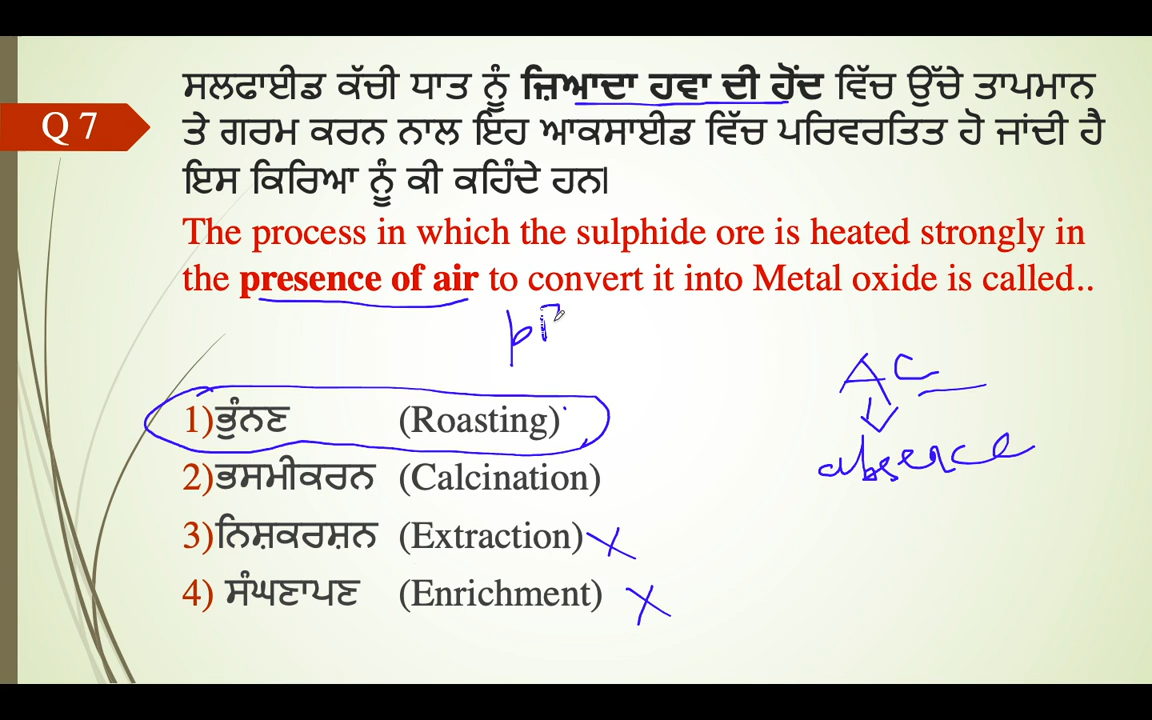 ਸਲਫਾਈਡ ਕੱਚੀ ਧਾਤ ਨੂੰ ਜ਼ਿਆਦਾ ਹਵਾ ਦੀ ਹੋਂਦ ਵਿੱਚ ਉੱਚੇ ਤਾਪਮਾਨ
Q 7
ਤੇ ਗਰਮ ਕਰਨ ਨਾਲ ਇਹ ਆਕਸਾਈਡ ਵਿੱਚ ਪਰਿਵਰਤਿਤ ਹੋ ਜਾਂਦੀ ਹੈ
ਇਸ ਕਿਰਿਆ ਨੂੰ ਕੀ ਕਹਿੰਦੇ ਹਨ।
The process in which the sulphide ore is heated strongly in
the presence of air to convert it into Metal oxide is called..
pr
AC
absence
1)ਭੁੰਨਣ (Roasting)
2)ਭਸਮੀਕਰਨ (Calcination)
3)ਨਿਸ਼ਕਰਸ਼ਨ (Extraction)
4) ਸੰਘਣਾਪਣ (Enrichment)